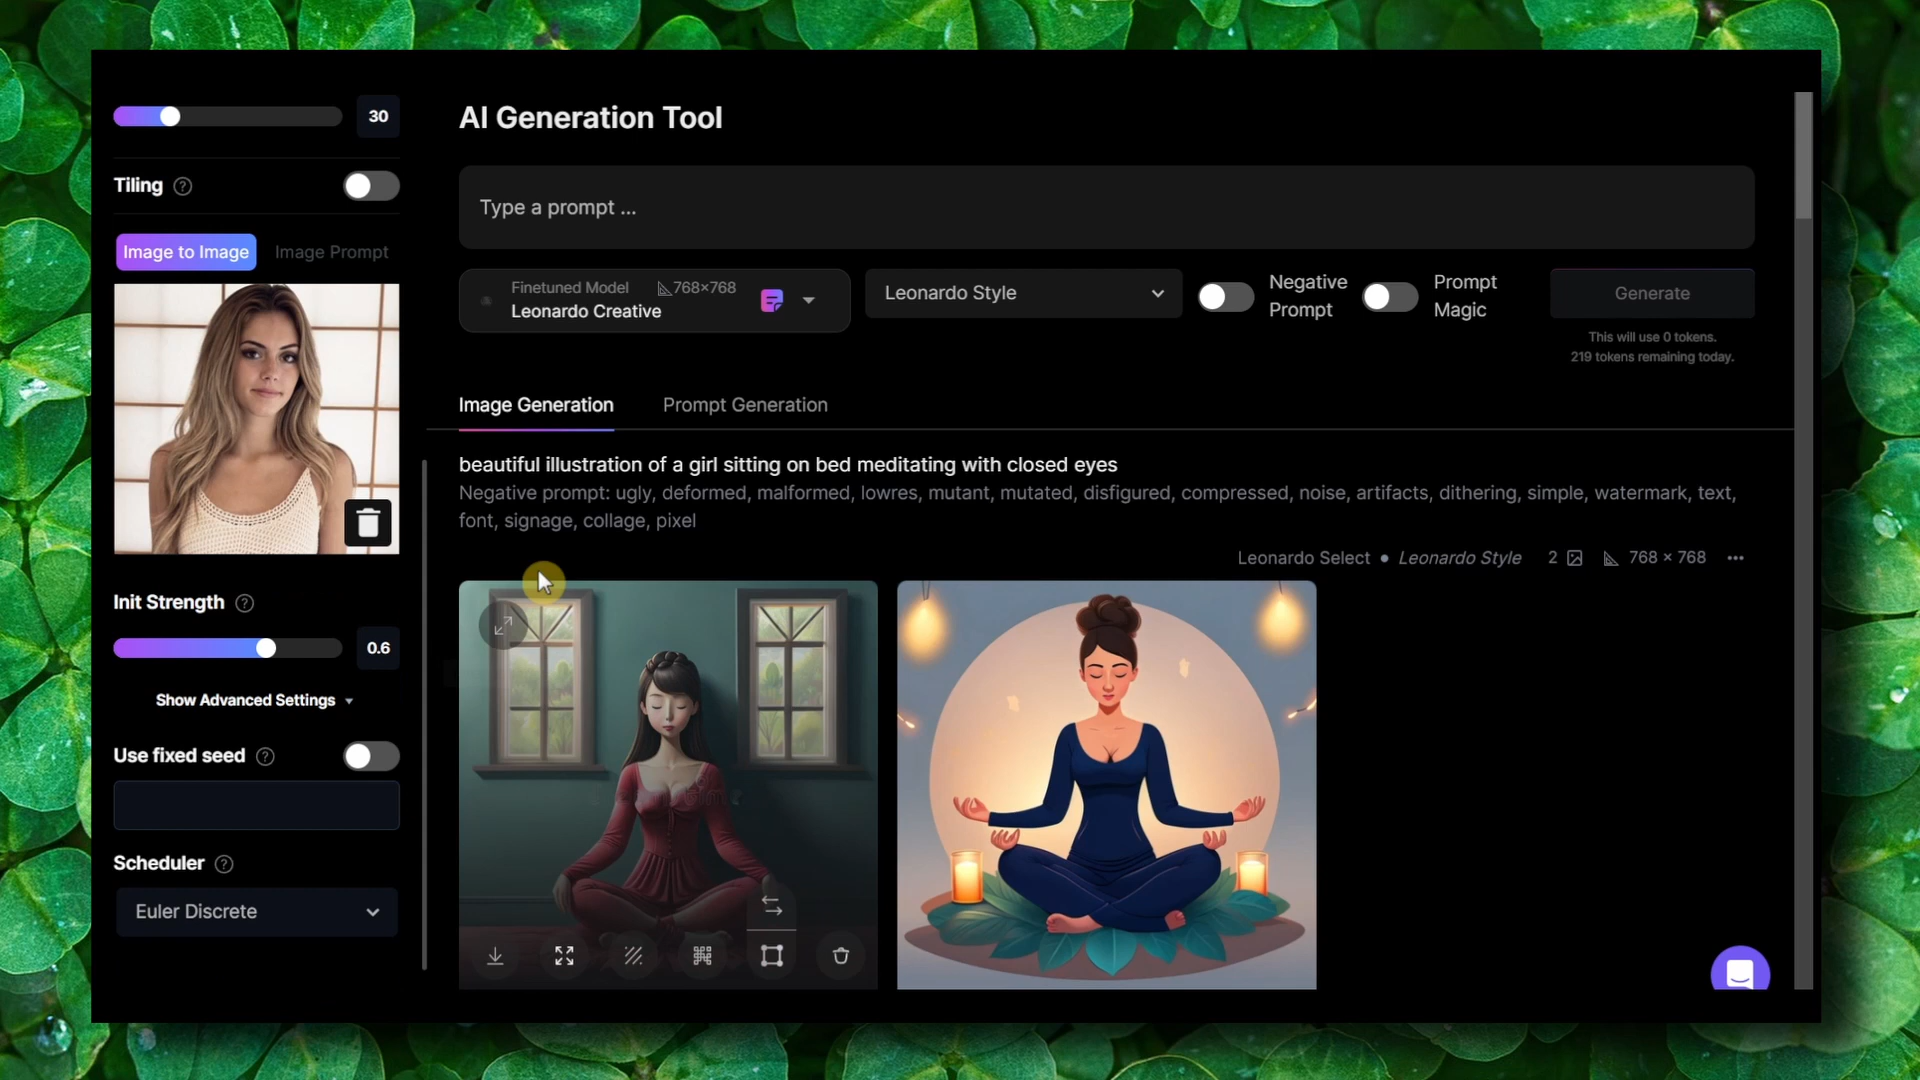 30
Tiling ?
Image to Image
Image Prompt
Init Strength ?
0.6
Show Advanced Settings
Use fixed seed ?
Scheduler ?
Euler Discrete
AI Generation Tool
Type a prompt ...
Finetuned Model
768×768
Leonardo Creative
Leonardo Style
Negative
Prompt
Prompt
Magic
Generate
This will use 0 tokens.
219 tokens remaining today.
Image Generation
Prompt Generation
beautiful illustration of a girl sitting on bed meditating with closed eyes
Negative prompt: ugly, deformed, malformed, lowres, mutant, mutated, disfigured, compressed, noise, artifacts, dithering, simple, watermark, text,
font, signage, collage, pixel
Leonardo Select • Leonardo Style 2 768 × 768 •••